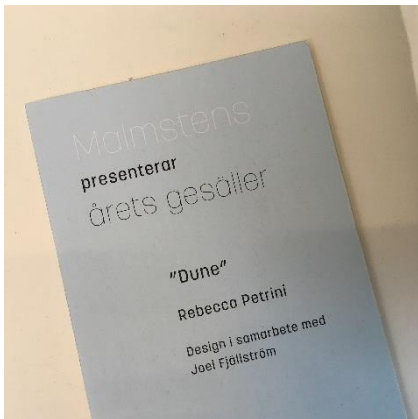 Malmstens
presenterar
årets gesäller
"Dune"
Rebecca Petrini
Design i samarbete med
Joel Fjällström